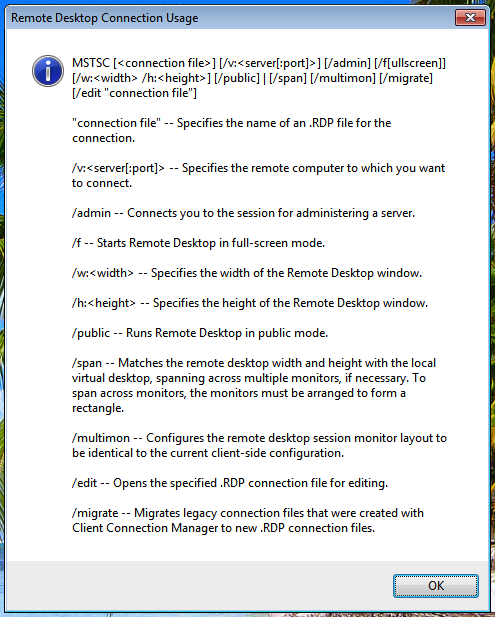 Remote Desktop Connection Usage
MSTSC [<connection file>] [/v:<server[:port]>] [/admin] [/f[ullscreen]]
[/w:<width> /h:<height>] [/public] | [/span] [/multimon] [/migrate]
[/edit "connection file"]
"connection file" -- Specifies the name of an .RDP file for the
connection.
/v:<server[:port]> -- Specifies the remote computer to which you want
to connect.
/admin -- Connects you to the session for administering a server.
/f -- Starts Remote Desktop in full-screen mode.
/w:<width> -- Specifies the width of the Remote Desktop window.
/h:<height> -- Specifies the height of the Remote Desktop window.
/public -- Runs Remote Desktop in public mode.
/span -- Matches the remote desktop width and height with the local
virtual desktop, spanning across multiple monitors, if necessary. To
span across monitors, the monitors must be arranged to form a
rectangle.
/multimon -- Configures the remote desktop session monitor layout to
be identical to the current client-side configuration.
/edit -- Opens the specified .RDP connection file for editing.
/migrate -- Migrates legacy connection files that were created with
Client Connection Manager to new .RDP connection files.
OK